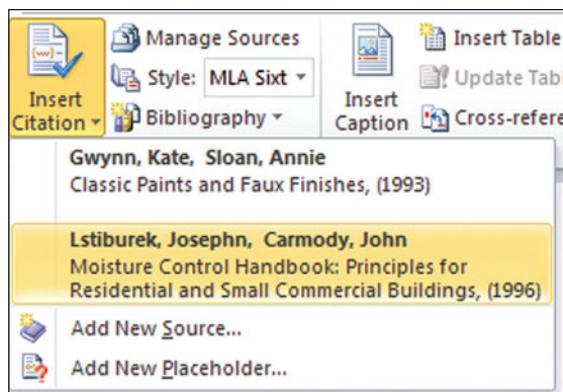 Manage Sources
Style: MLA Sixt
Bibliography
Insert
Citation
Insert
Caption
Insert Table
Update Tabl
Cross-refere
Gwynn, Kate, Sloan, Annie
Classic Paints and Faux Finishes, (1993)
Lstiburek, Josephn, Carmody, John
Moisture Control Handbook: Principles for
Residential and Small Commercial Buildings, (1996)
Add New Source...
Add New Placeholder...